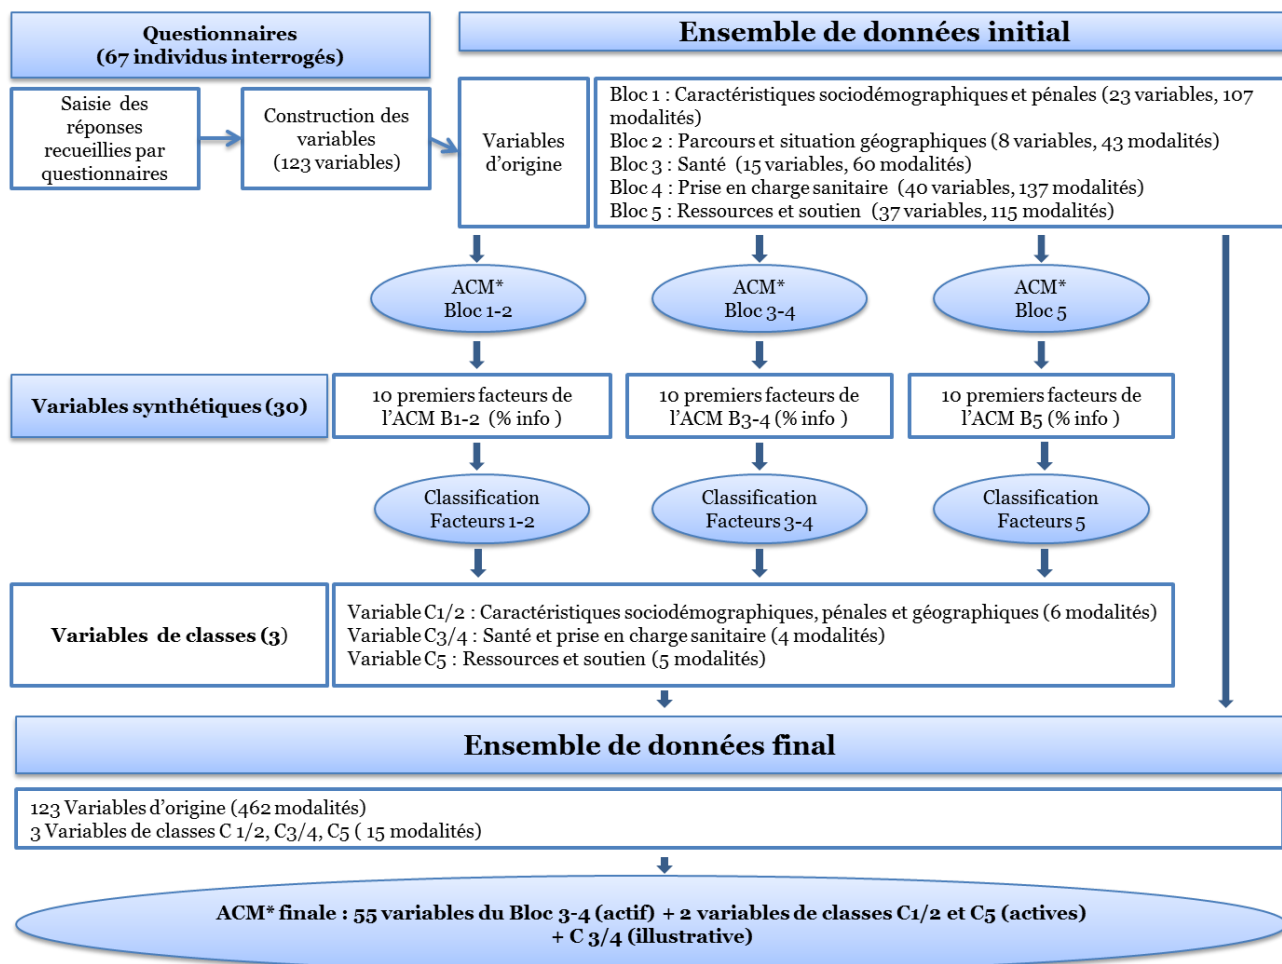 Questionnaires
(67 individus interrogés)
Ensemble de données initial
Saisie des
réponses
recueillies par
questionnaires
Construction des
variables
(123 variables)
Variables
d’origine
Bloc 1 : Caractéristiques sociodémographiques et pénales (23 variables, 107
modalités)
Bloc 2 : Parcours et situation géographiques (8 variables, 43 modalités)
Bloc 3 : Santé (15 variables, 60 modalités)
Bloc 4 : Prise en charge sanitaire (40 variables, 137 modalités)
Bloc 5 : Ressources et soutien (37 variables, 115 modalités)
ACM*
Bloc 1-2
ACM*
Bloc 3-4
ACM*
Bloc 5
Variables synthétiques (30)
10 premiers facteurs de
l’ACM B1-2 (% info )
10 premiers facteurs de
l’ACM B3-4 (% info )
10 premiers facteurs de
l’ACM B5 (% info )
Classification
Facteurs 1-2
Classification
Facteurs 3-4
Classification
Facteurs 5
Variables de classes (3)
Variable C1/2 : Caractéristiques sociodémographiques, pénales et géographiques (6 modalités)
Variable C3/4 : Santé et prise en charge sanitaire (4 modalités)
Variable C5 : Ressources et soutien (5 modalités)
Ensemble de données final
123 Variables d’origine (462 modalités)
3 Variables de classes C 1/2, C3/4, C5 ( 15 modalités)
ACM* finale : 55 variables du Bloc 3-4 (actif) + 2 variables de classes C1/2 et C5 (actives)
+ C 3/4 (illustrative)